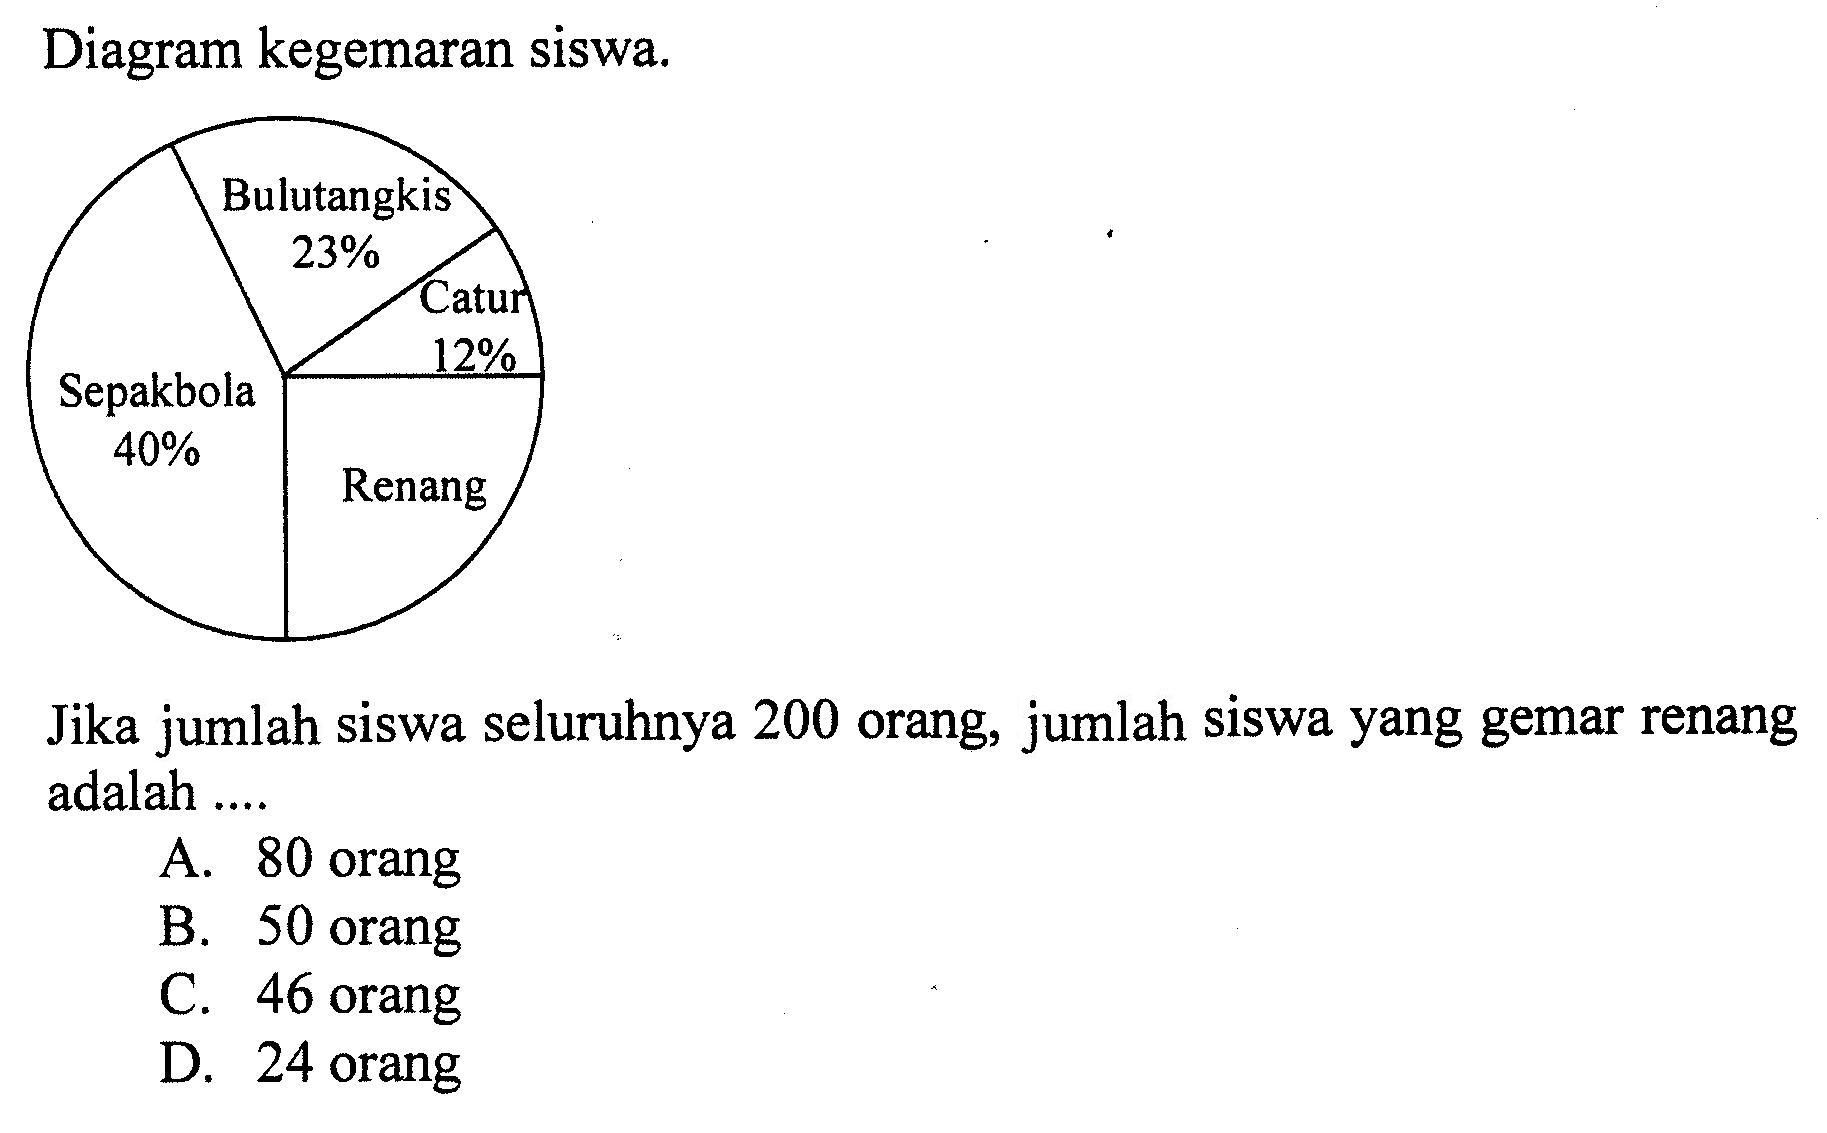 Diagram kegemaran siswa.
Bulutangkis
23%
Catur
12%
Sepakbola
40%
Renang
Jika jumlah siswa seluruhnya 200 orang, jumlah siswa yang gemar renang
adalah ....
A. 80 orang
B. 50 orang
C. 46 orang
D. 24 orang